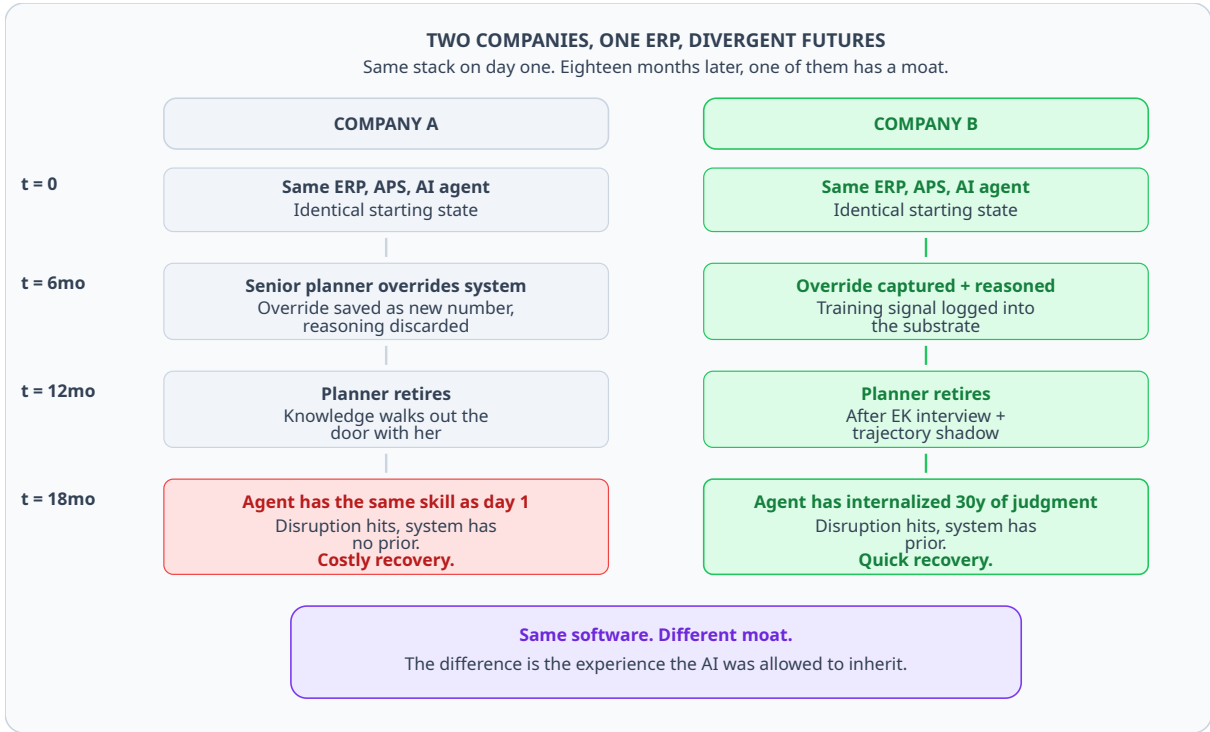 TWO COMPANIES, ONE ERP, DIVERGENT FUTURES
Same stack on day one. Eighteen months later, one of them has a moat.
COMPANY A
COMPANY B
t = 0
Same ERP, APS, AI agent
Identical starting state
Same ERP, APS, AI agent
Identical starting state
t = 6mo
Senior planner overrides system
Override saved as new number,
reasoning discarded
Override captured + reasoned
Training signal logged into
the substrate
t = 12mo
Planner retires
Knowledge walks out the
door with her
Planner retires
After EK interview +
trajectory shadow
t = 18mo
Agent has the same skill as day 1
Disruption hits, system has
no prior.
Costly recovery.
Agent has internalized 30y of judgment
Disruption hits, system has
prior.
Quick recovery.
Same software. Different moat.
The difference is the experience the AI was allowed to inherit.